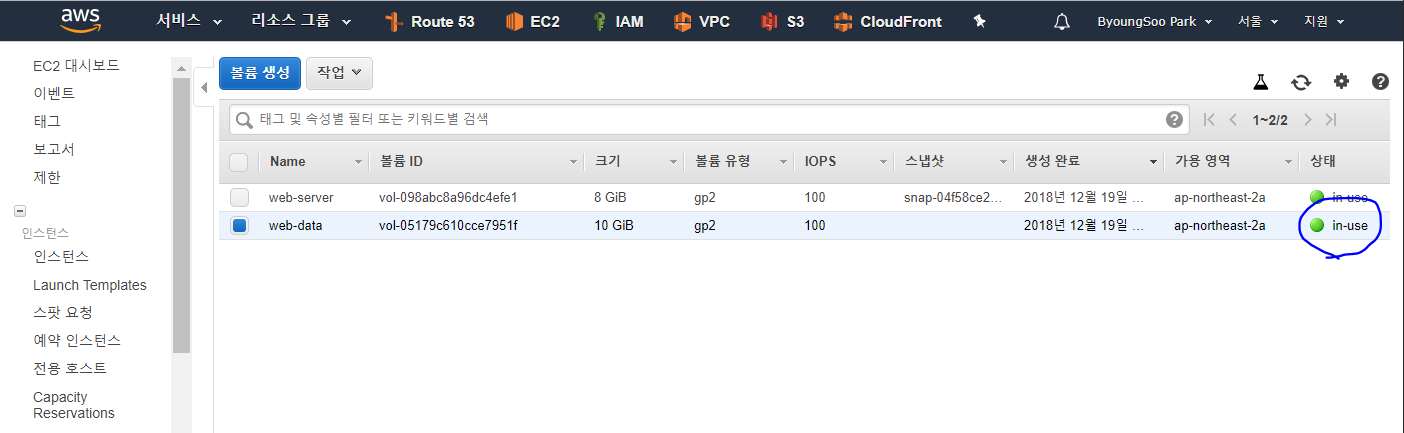 aws 서비스 리소스 그룹 Route 53 EC2 IAM VPC S3 CloudFront ByoungSoo Park 서울 지원
EC2 대시보드
이벤트
태그
보고서
제한
인스턴스
인스턴스
Launch Templates
스팟 요청
예약 인스턴스
전용 호스트
Capacity
Reservations
볼륨 생성 작업
태그 및 속성별 필터 또는 키워드별 검색 1~2/2
Name 볼륨 ID 크기 볼륨 유형 IOPS 스냅샷 생성 완료 가용 영역 상태
web-server vol-098abc8a96dc4efe1 8 GiB gp2 100 snap-04f58ce2... 2018년 12월 19일 ... ap-northeast-2a in-use
web-data vol-05179c610cce7951f 10 GiB gp2 100 2018년 12월 19일 ... ap-northeast-2a in-use